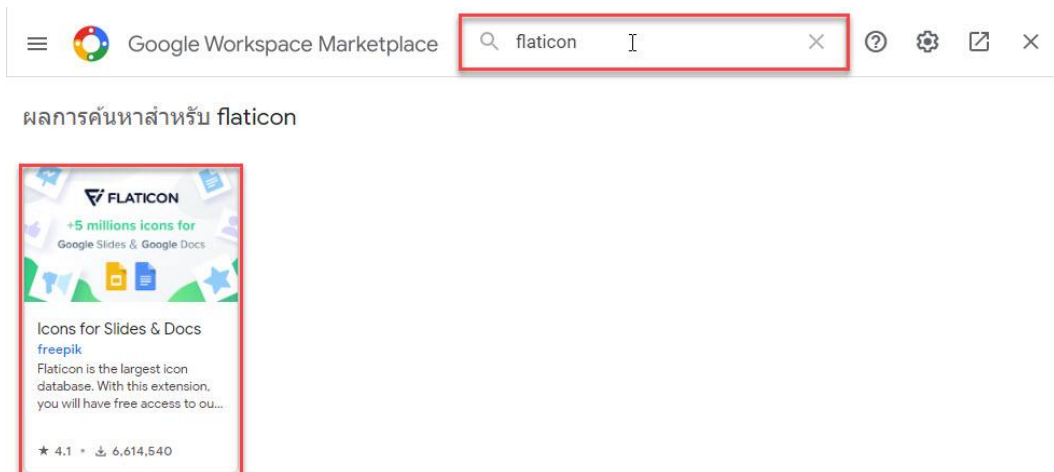 Google Workspace Marketplace
flaticon
ผลการค้นหาสำหรับ flaticon
FLATICON
+5 millions icons for
Google Slides & Google Docs
Icons for Slides & Docs
freepik
Flaticon is the largest icon
database. With this extension,
you will have free access to ou...
★ 4.1 • 6,614,540